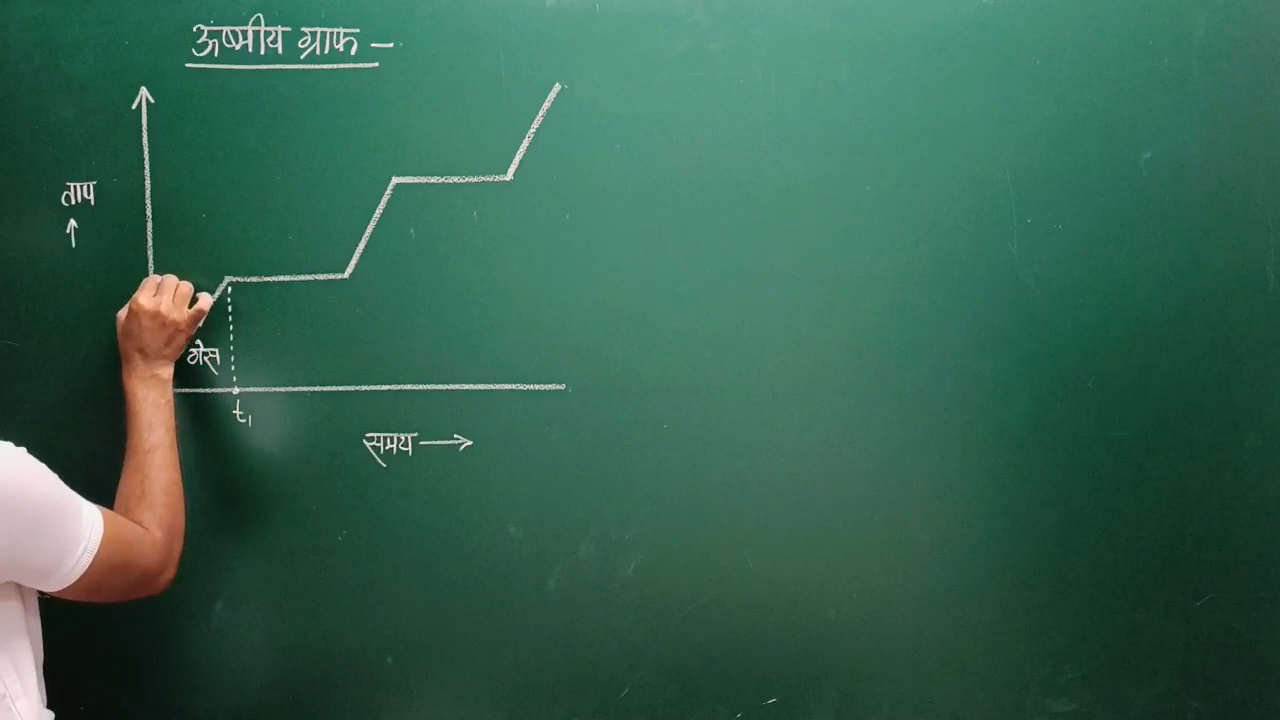 ऊष्मीय ग्राफ -
ताप
↑
t₁
समय →